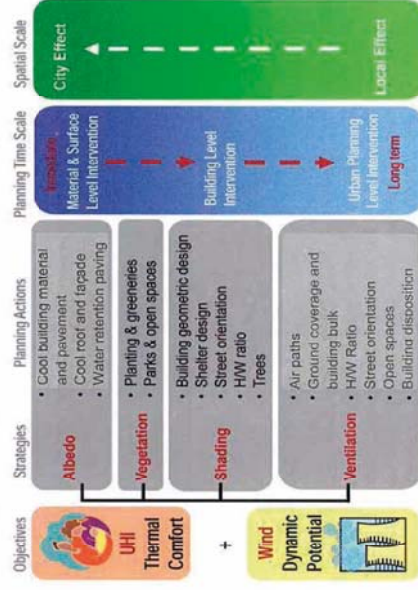 Objectives
Strategies
Planning Actions
Planning Time Scale
Spatial Scale
UHI
Thermal
Comfort
+
Wind
Dynamic
Potential
Albedo
• Cool building material
and pavement
• Cool roof and façade
• Water retention paving
Vegetation
• Planting & greeneries
• Parks & open spaces
Shading
• Building geometric design
• Shelter design
• Street orientation
• H/W ratio
• Trees
Ventilation
• Air paths
• Ground coverage and
building bulk
• H/W Ratio
• Street orientation
• Open spaces
• Building disposition
Immediate
Material & Surface
Level Intervention
Building Level
Intervention
Urban Planning
Level Intervention
Long term
City Effect
Local Effect